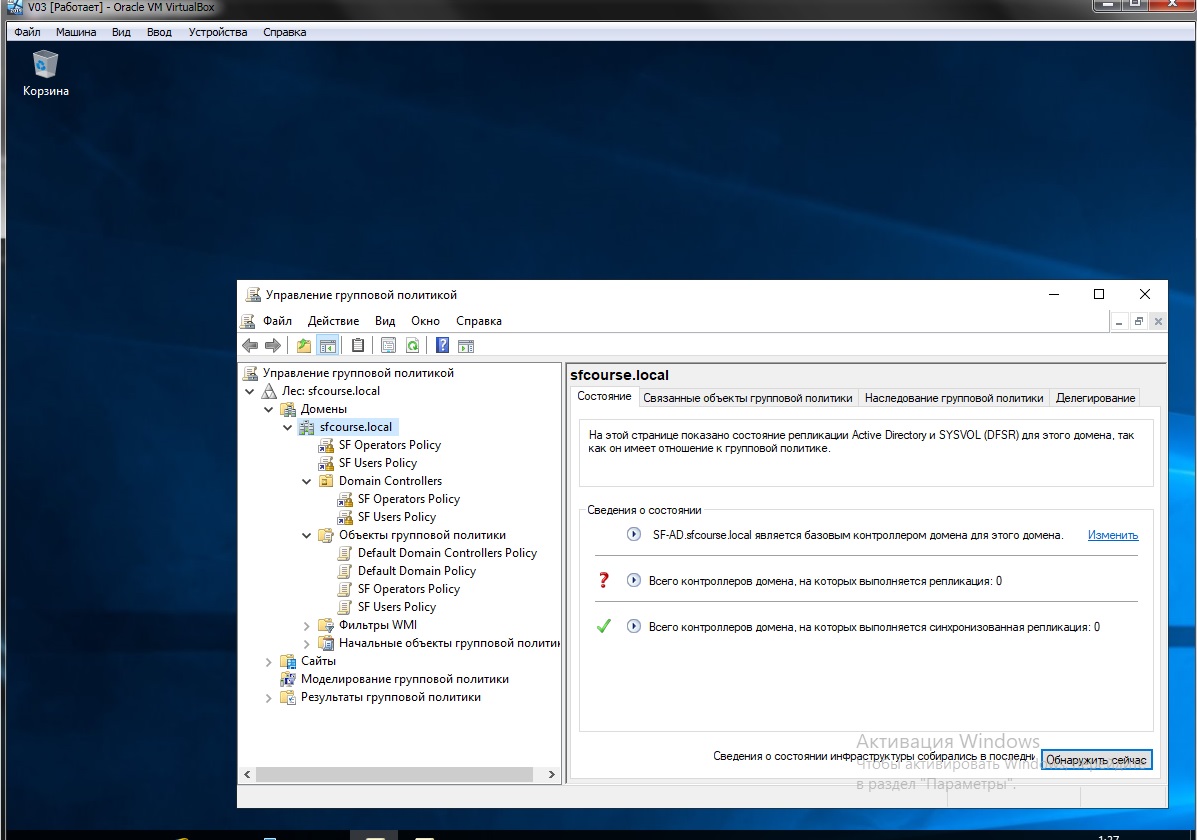 V03 [Работает] - Oracle VM VirtualBox
Файл Машина Вид Ввод Устройства Справка
Корзина
Управление групповой политикой
Файл Действие Вид Окно Справка
Управление групповой политикой
Лес: sfcourse.local
Домены
sfcourse.local
SF Operators Policy
SF Users Policy
Domain Controllers
SF Operators Policy
SF Users Policy
Объекты групповой политики
Default Domain Controllers Policy
Default Domain Policy
SF Operators Policy
SF Users Policy
Фильтры WMI
Начальные объекты групповой политик
Сайты
Моделирование групповой политики
Результаты групповой политики
sfcourse.local
Состояние Связанные объекты групповой политики Наследование групповой политики Делегирование
На этой странице показано состояние репликации Active Directory и SYSVOL (DFSR) для этого домена, так
как он имеет отношение к групповой политике.
Сведения о состоянии
SF-AD.sfcourse.local является базовым контроллером домена для этого домена. Изменить
Всего контроллеров домена, на которых выполняется репликация: 0
Всего контроллеров домена, на которых выполняется синхронизованная репликация: 0
Активация Windows
Сведения о состоянии инфраструктуры собирались в последни Обнаружить сейчас
Чтобы активировать Windo
в раздел "Параметры".
1:27